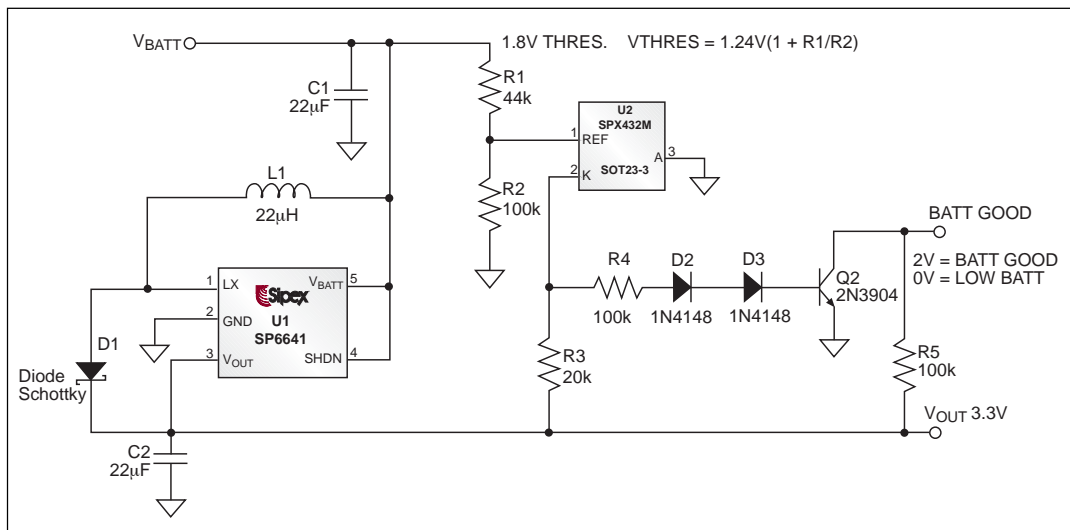 VBATT
1.8V THRES. VTHRES = 1.24V(1 + R1/R2)
C1
22µF
R1
44k
U2
SPX432M
1
REF
A
3
2
K
SOT23-3
L1
22µH
R2
100k
BATT GOOD
2V = BATT GOOD
0V = LOW BATT
1
LX
VBATT
5
Sipex
2
GND
U1
SP6641
3
VOUT
SHDN
4
R4
100k
D2
1N4148
D3
1N4148
Q2
2N3904
D1
Diode
Schottky
R3
20k
R5
100k
VOUT 3.3V
C2
22µF